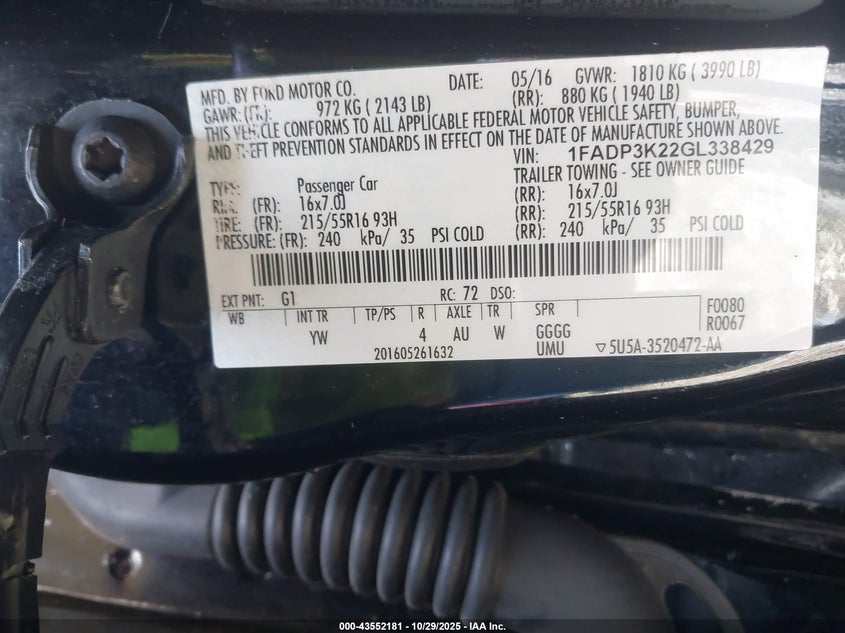 MFD. BY FORD MOTOR CO. DATE: 05/16 GVWR: 1810 KG ( 3990 LB)
GAWR: (FR): 972 KG ( 2143 LB) (RR): 880 KG ( 1940 LB)
THIS VEHICLE CONFORMS TO ALL APPLICABLE FEDERAL MOTOR VEHICLE SAFETY, BUMPER,
AND THEFT PREVENTION STANDARDS IN EFFECT ON THE DATE OF MANUFACTURE SHOWN ABOVE.
VIN: 1FADP3K22GL338429
TYPE: Passenger Car TRAILER TOWING - SEE OWNER GUIDE
RIM: (FR): 16x7.0J (RR): 16x7.0J
TIRE: (FR): 215/55R16 93H (RR): 215/55R16 93H
PRESSURE: (FR): 240 kPa/ 35 PSI COLD (RR): 240 kPa/ 35 PSI COLD
EXT PNT: G1 RC: 72 DSO:
WB INT TR TP/PS R AXLE TR SPR F0080
YW 4 AU W GGGG R0067
201605261632 UMU ▽5U5A-3520472-AA
000-43552181 - 10/29/2025 - IAA Inc.